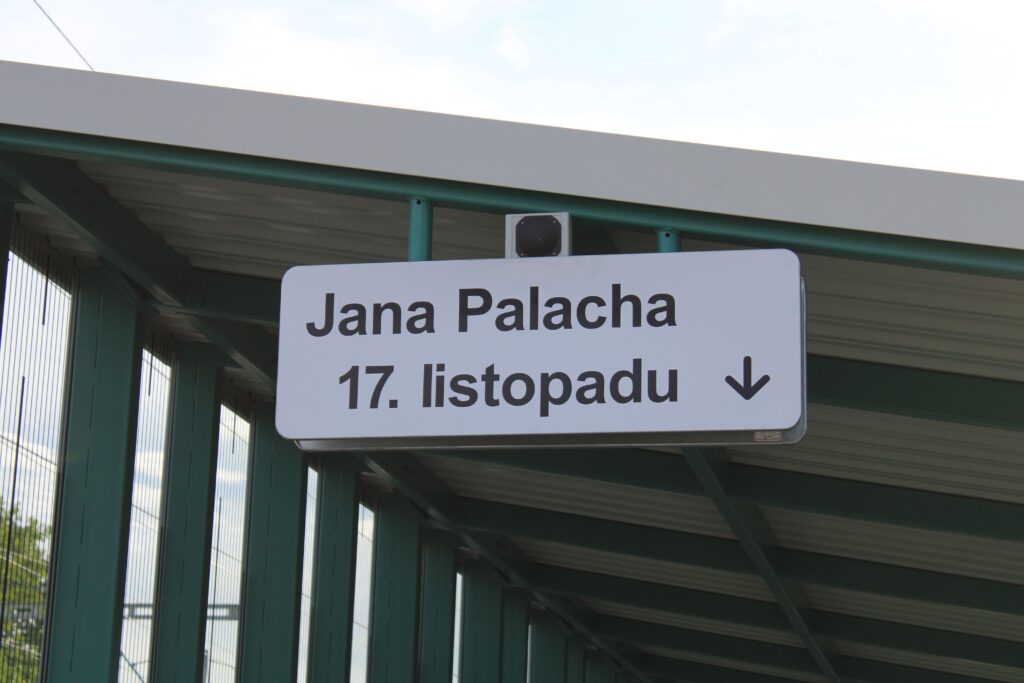 Jana Palacha
17. listopadu ↓